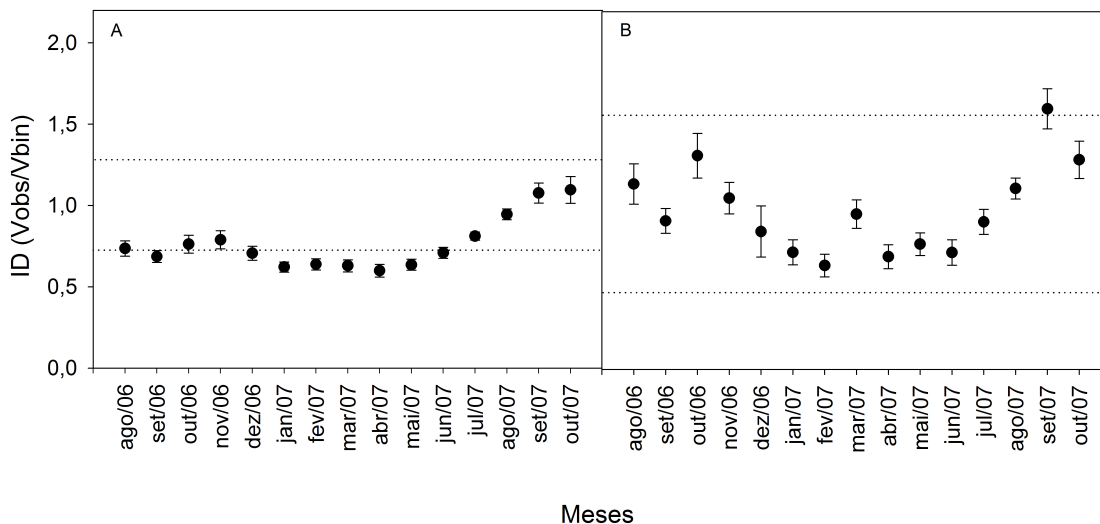 A
B
ID (Vobs/Vbin)
2,0
1,5
1,0
0,5
0,0
ago/06
set/06
out/06
nov/06
dez/06
jan/07
fev/07
mar/07
abr/07
mai/07
jun/07
jul/07
ago/07
set/07
out/07
ago/06
set/06
out/06
nov/06
dez/06
jan/07
fev/07
mar/07
abr/07
mai/07
jun/07
jul/07
ago/07
set/07
out/07
Meses